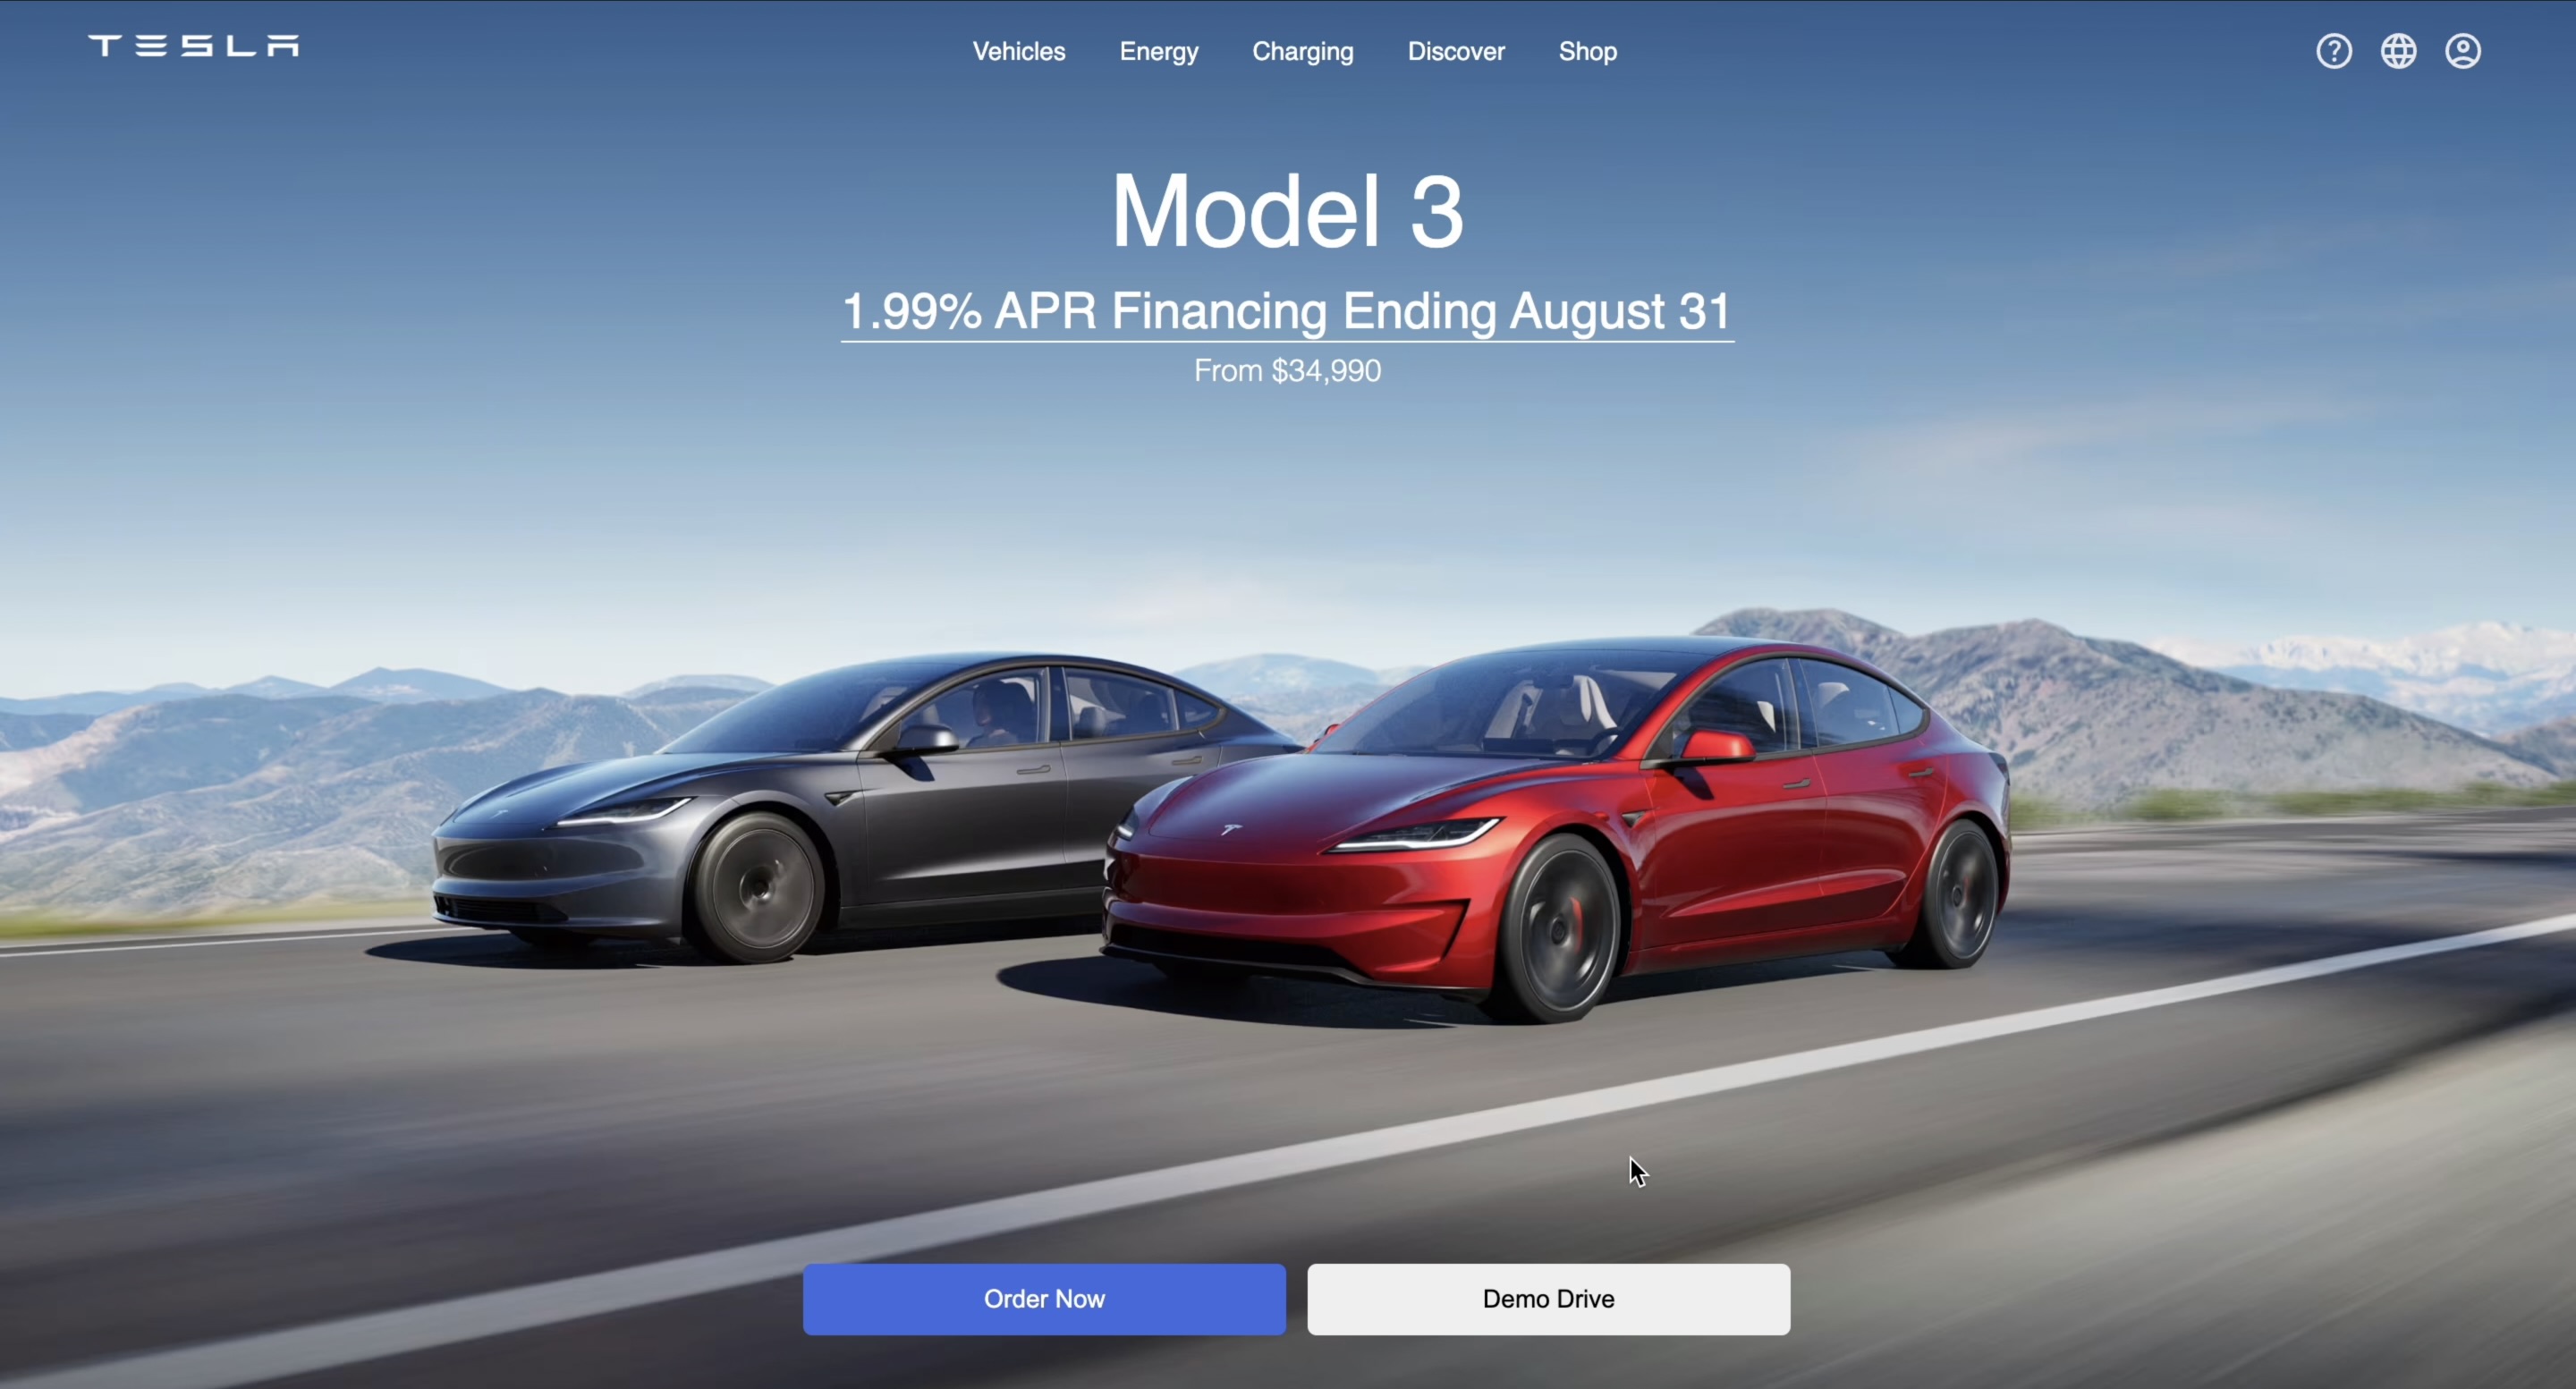 TESLA
Vehicles Energy Charging Discover Shop
Model 3
1.99% APR Financing Ending August 31
From $34,990
Order Now
Demo Drive